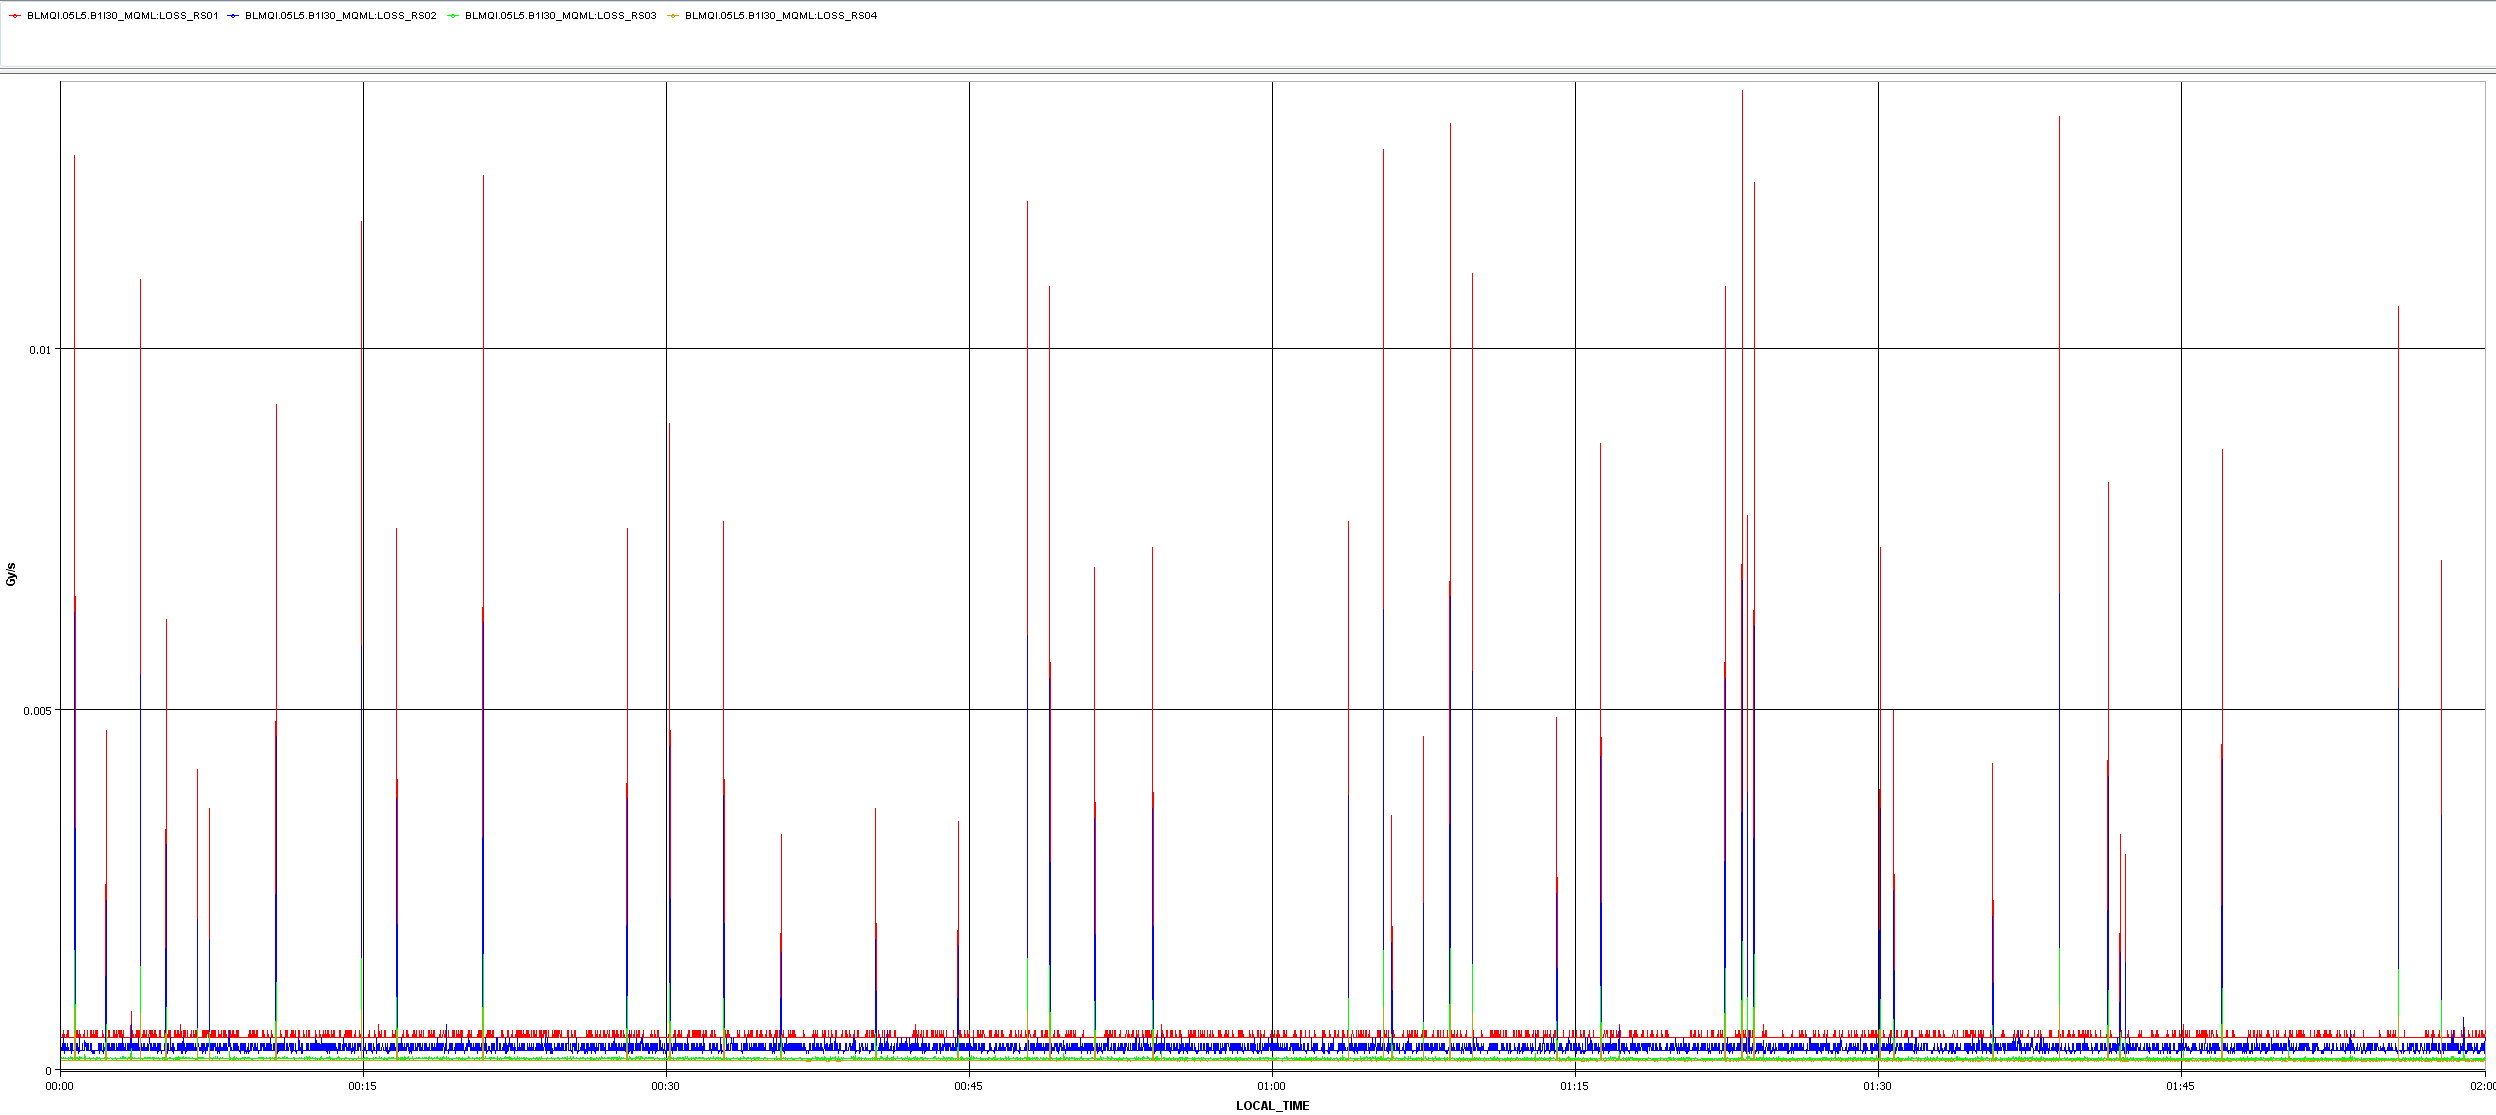 BLMQI.05L5.B1I30_MQML:LOSS_RS01 BLMQI.05L5.B1I30_MQML:LOSS_RS02 BLMQI.05L5.B1I30_MQML:LOSS_RS03 BLMQI.05L5.B1I30_MQML:LOSS_RS04
0.01
Gy/s
0.005
0
00:00 00:15 00:30 00:45 01:00 01:15 01:30 01:45 02:00
LOCAL_TIME